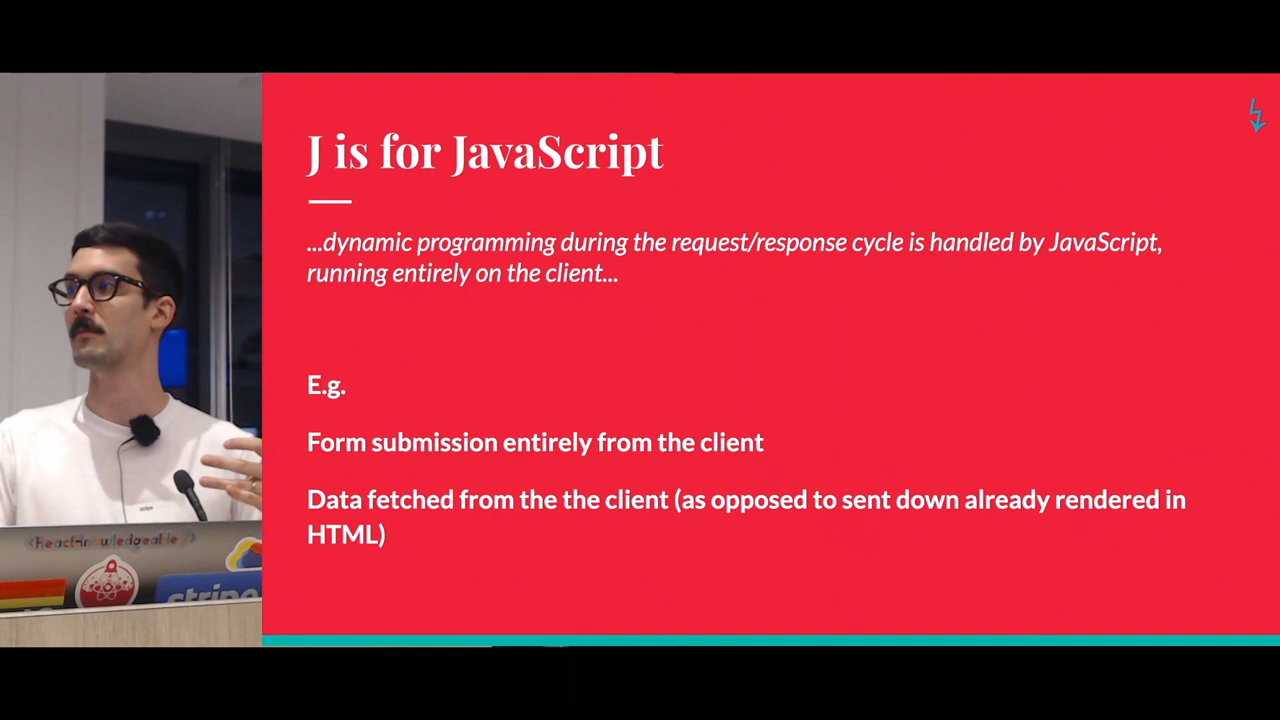 J is for JavaScript
...dynamic programming during the request/response cycle is handled by JavaScript,
running entirely on the client...
E.g.
Form submission entirely from the client
Data fetched from the the client (as opposed to sent down already rendered in
HTML)
<ReactKnowledgeable />
stripe